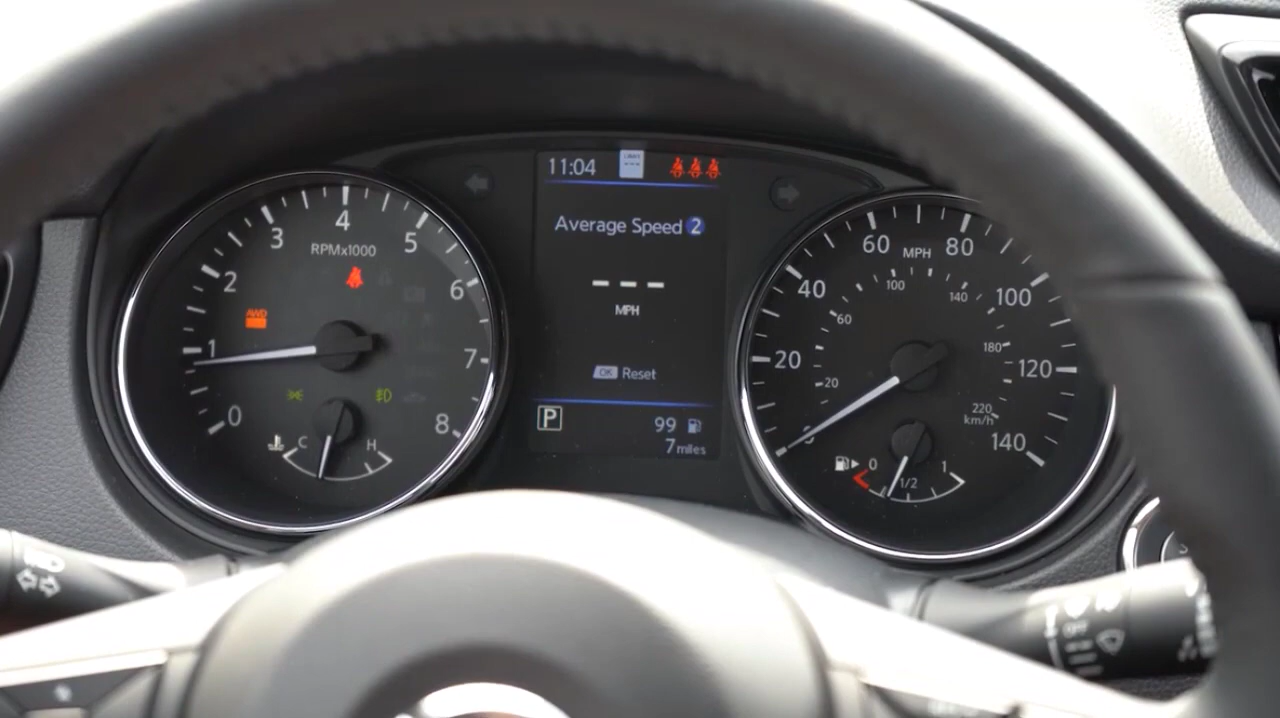 11:04
Average Speed 2
---
MPH
OK Reset
P
99
7 miles
RPMx1000
0
1
2
3
4
5
6
7
8
AWD
C
H
MPH
20
40
60
80
100
120
140
20
60
100
140
180
220
km/h
0
1/2
1